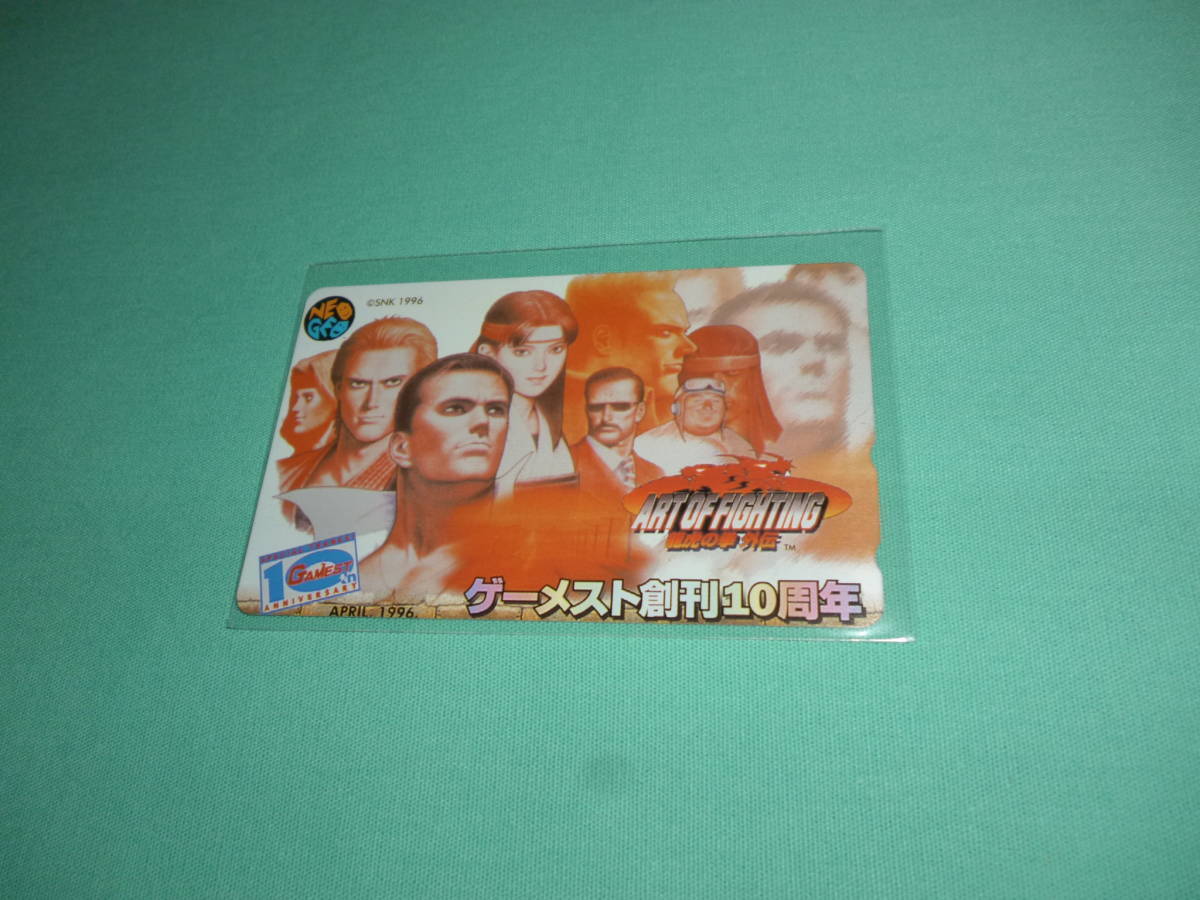 NEO
GEO
©SNK 1996
ART OF FIGHTING
龍虎の拳 外伝 ™
10
GAMEST
th
ANNIVERSARY
APRIL, 1996.
ゲーメスト創刊10周年